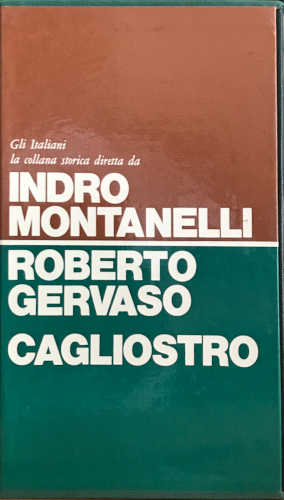 Gli Italiani
la collana storica diretta da
INDRO
MONTANELLI
ROBERTO
GERVASO
CAGLIOSTRO